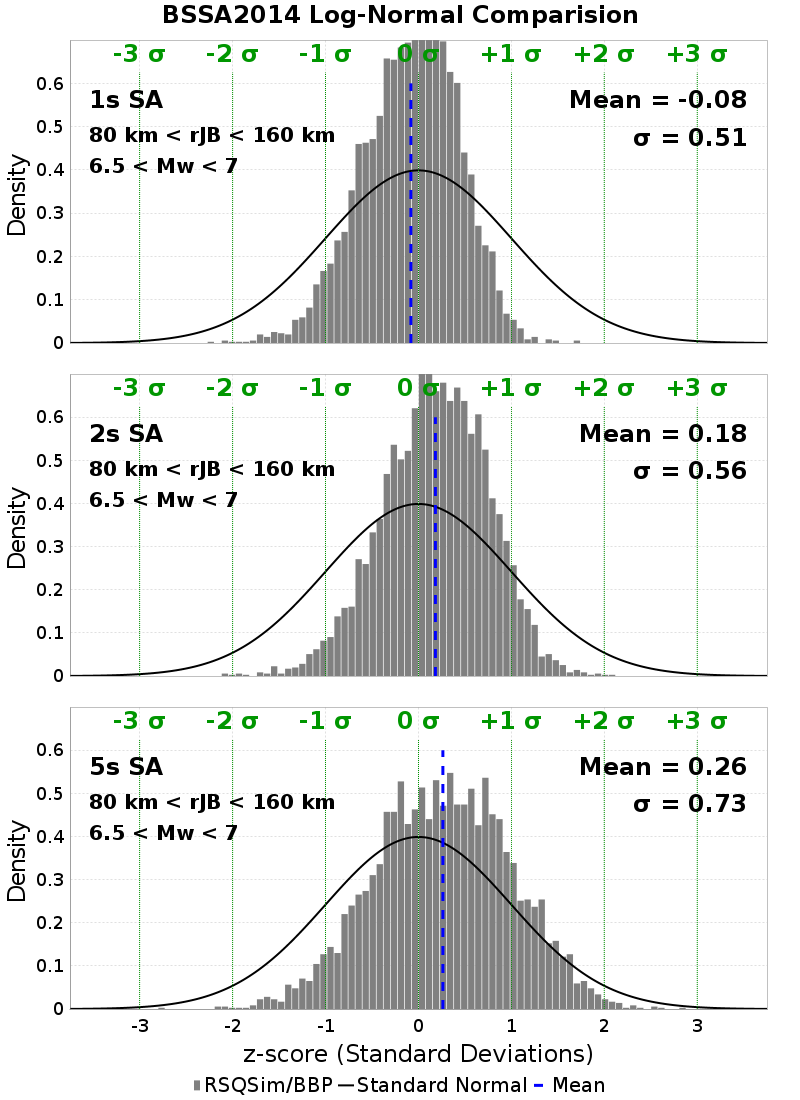 BSSA2014 Log-Normal Comparision
-3 σ -2 σ -1 σ 0 σ +1 σ +2 σ +3 σ
0.6
1s SA Mean = -0.08
0.5
80 km < rJB < 160 km σ = 0.51
6.5 < Mw < 7
0.4
0.3
0.2
0.1
0
Density
-3 σ -2 σ -1 σ 0 σ +1 σ +2 σ +3 σ
0.6
2s SA Mean = 0.18
0.5
80 km < rJB < 160 km σ = 0.56
6.5 < Mw < 7
0.4
0.3
0.2
0.1
0
Density
-3 σ -2 σ -1 σ 0 σ +1 σ +2 σ +3 σ
0.6
5s SA Mean = 0.26
0.5
80 km < rJB < 160 km σ = 0.73
6.5 < Mw < 7
0.4
0.3
0.2
0.1
0
Density
-3 -2 -1 0 1 2 3
z-score (Standard Deviations)
RSQSim/BBP Standard Normal Mean